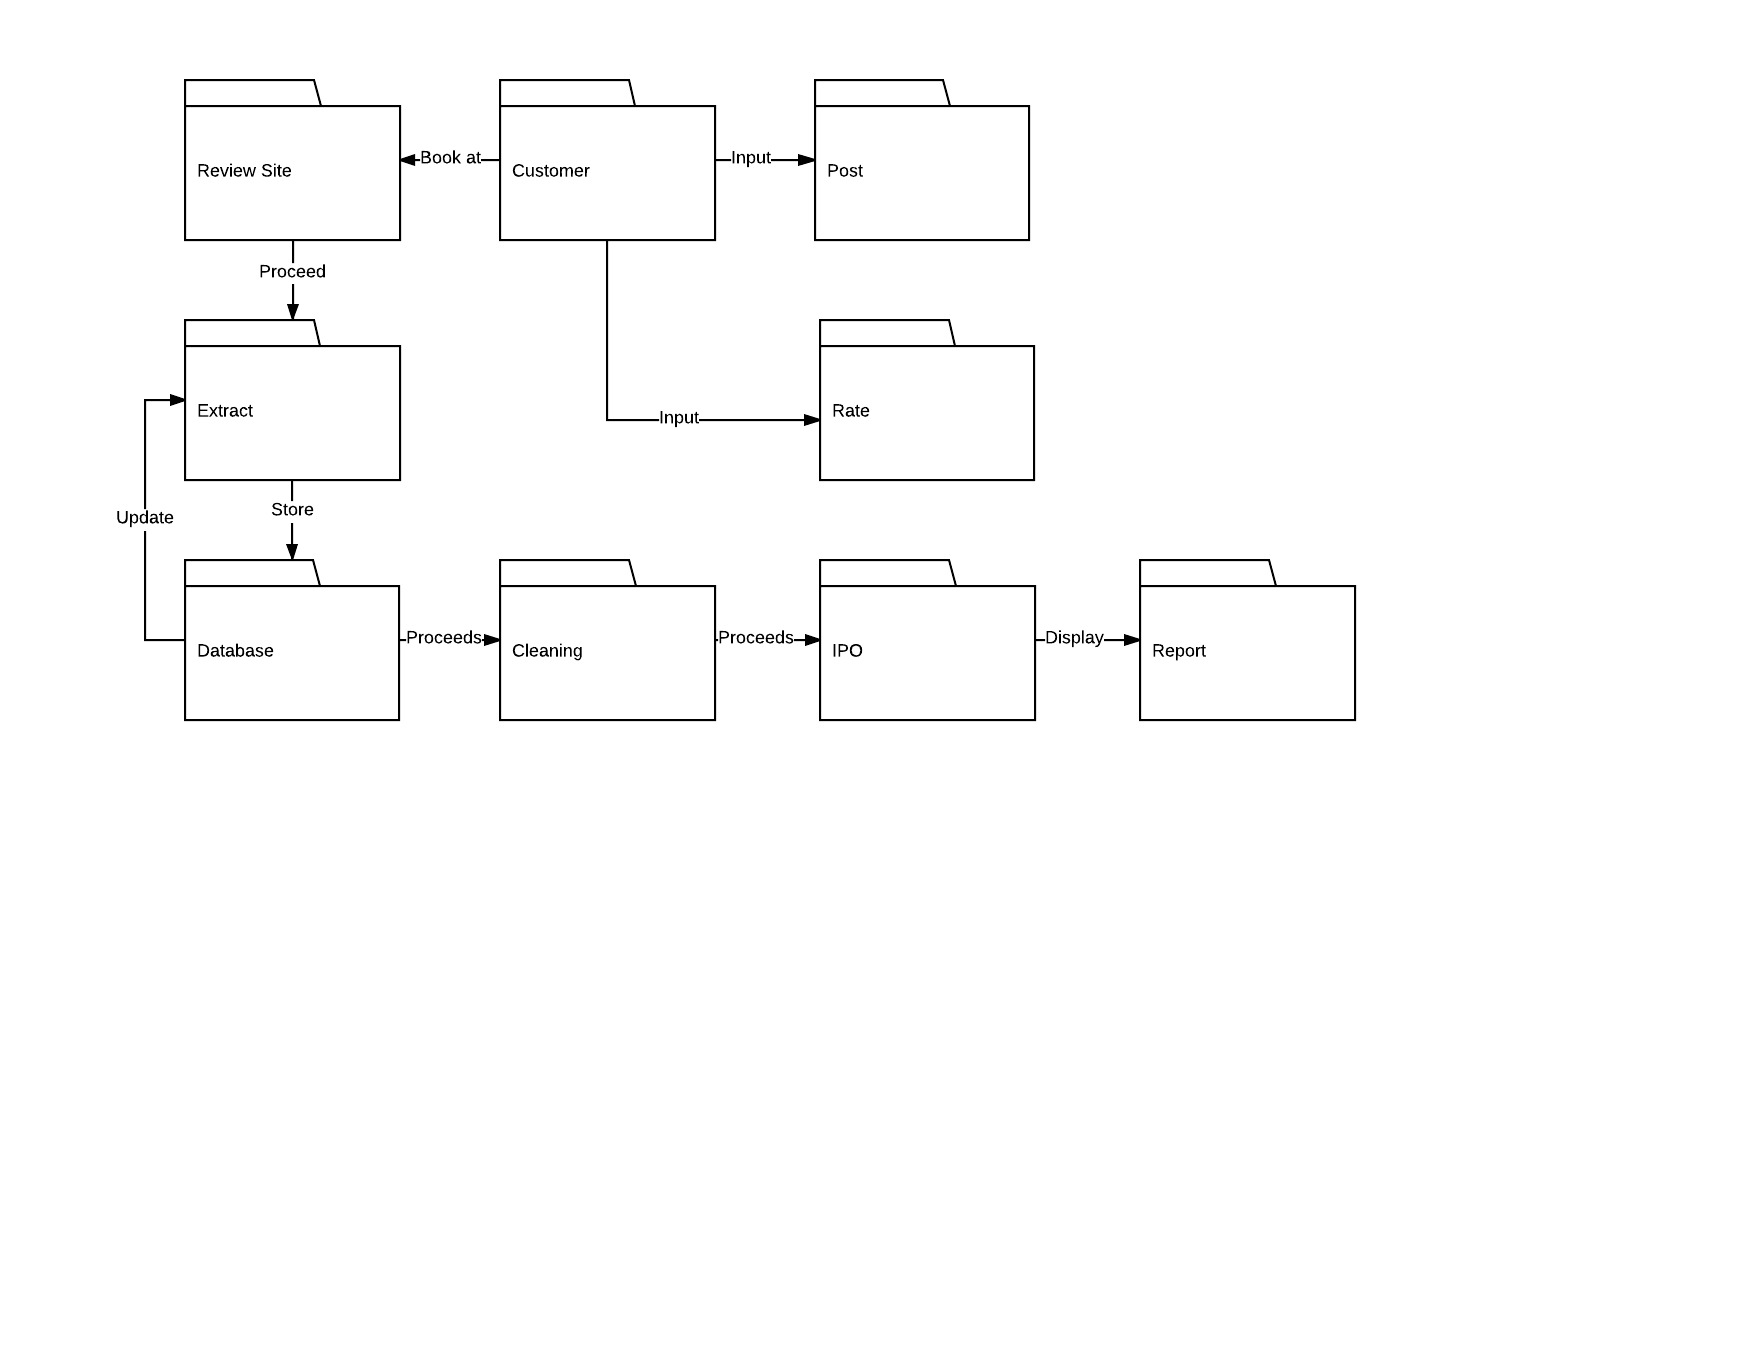 Review Site
Book at
Customer
Input
Post
Proceed
Extract
Input
Rate
Update
Store
Database
Proceeds
Cleaning
Proceeds
IPO
Display
Report